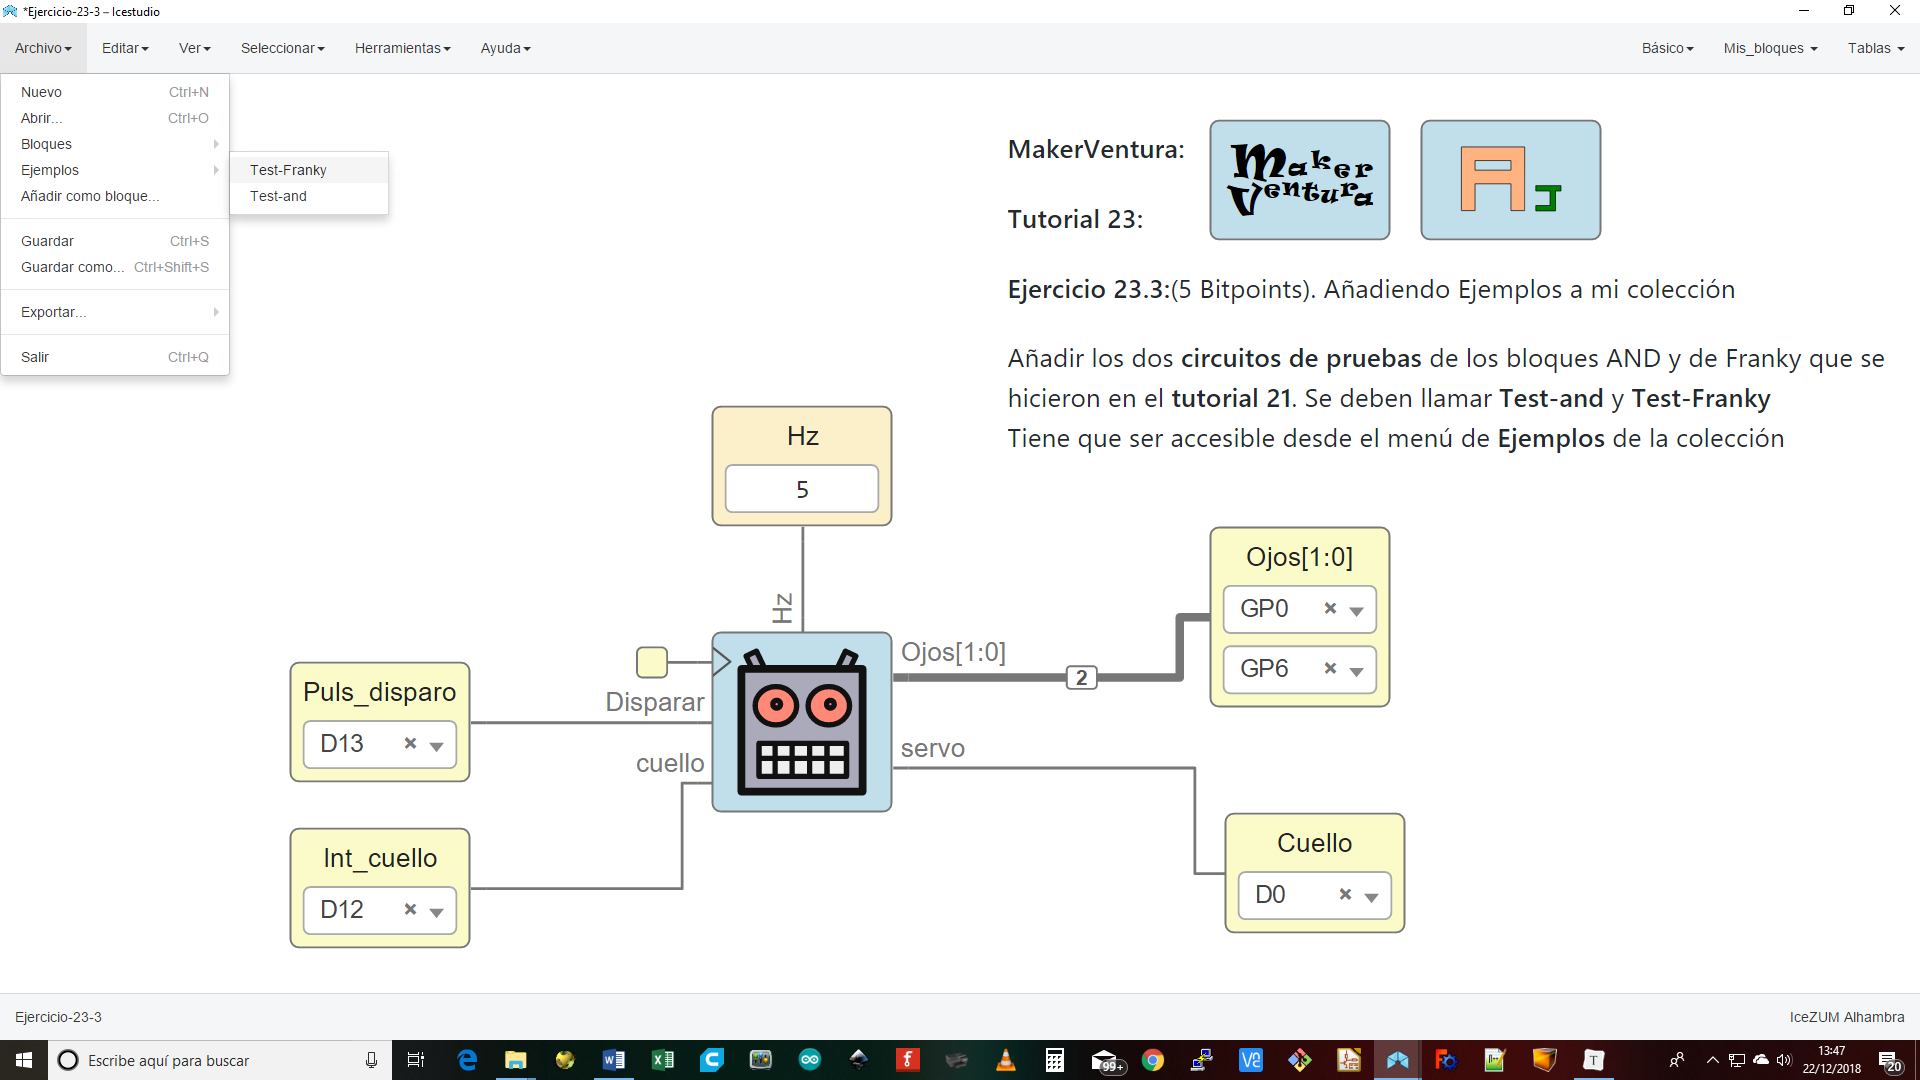 *Ejercicio-23-3 – Icestudio
Archivo Editar Ver Seleccionar Herramientas Ayuda Básico Mis_bloques Tablas
Nuevo Ctrl+N
Abrir... Ctrl+O
Bloques
Ejemplos
Añadir como bloque...
Guardar Ctrl+S
Guardar como... Ctrl+Shift+S
Exportar...
Salir Ctrl+Q
Test-Franky
Test-and
MakerVentura:
Maker
Ventura
AJ
Tutorial 23:
Ejercicio 23.3:(5 Bitpoints). Añadiendo Ejemplos a mi colección
Añadir los dos circuitos de pruebas de los bloques AND y de Franky que se
hicieron en el tutorial 21. Se deben llamar Test-and y Test-Franky
Tiene que ser accesible desde el menú de Ejemplos de la colección
Hz
5
Hz
Puls_disparo
D13
Int_cuello
D12
Disparar
cuello
Ojos[1:0]
2
servo
Ojos[1:0]
GP0
GP6
Cuello
D0
Ejercicio-23-3
IceZUM Alhambra
Escribe aquí para buscar
99+
13:47
22/12/2018
20